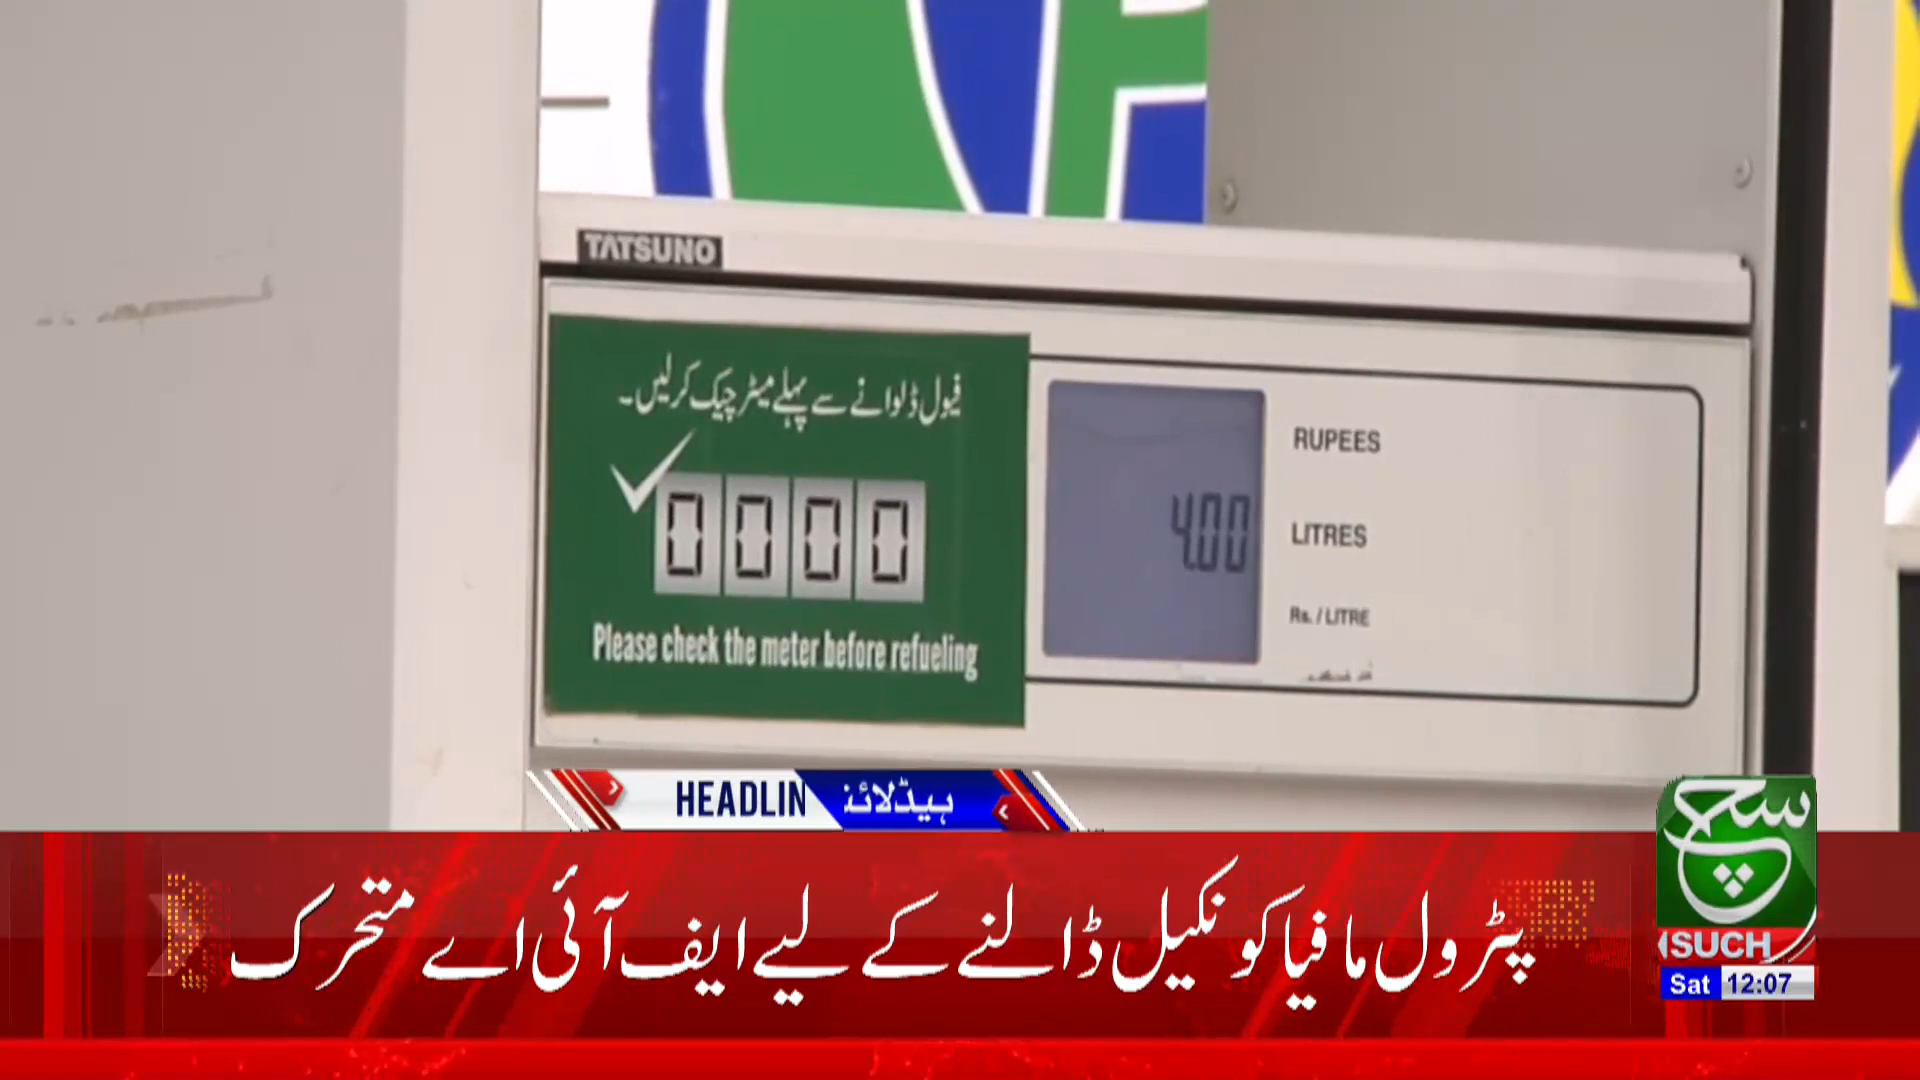 TATSUNO
فیول ڈلوانے سے پہلے میٹر چیک کرلیں۔
0000
Please check the meter before refueling
RUPEES
4.00
LITRES
Rs. / LITRE
HEADLIN
ہیڈلائنز
پٹرول مافیا کو نکیل ڈالنے کے لیے ایف آئی اے متحرک
سچ
SUCH
Sat 12:07